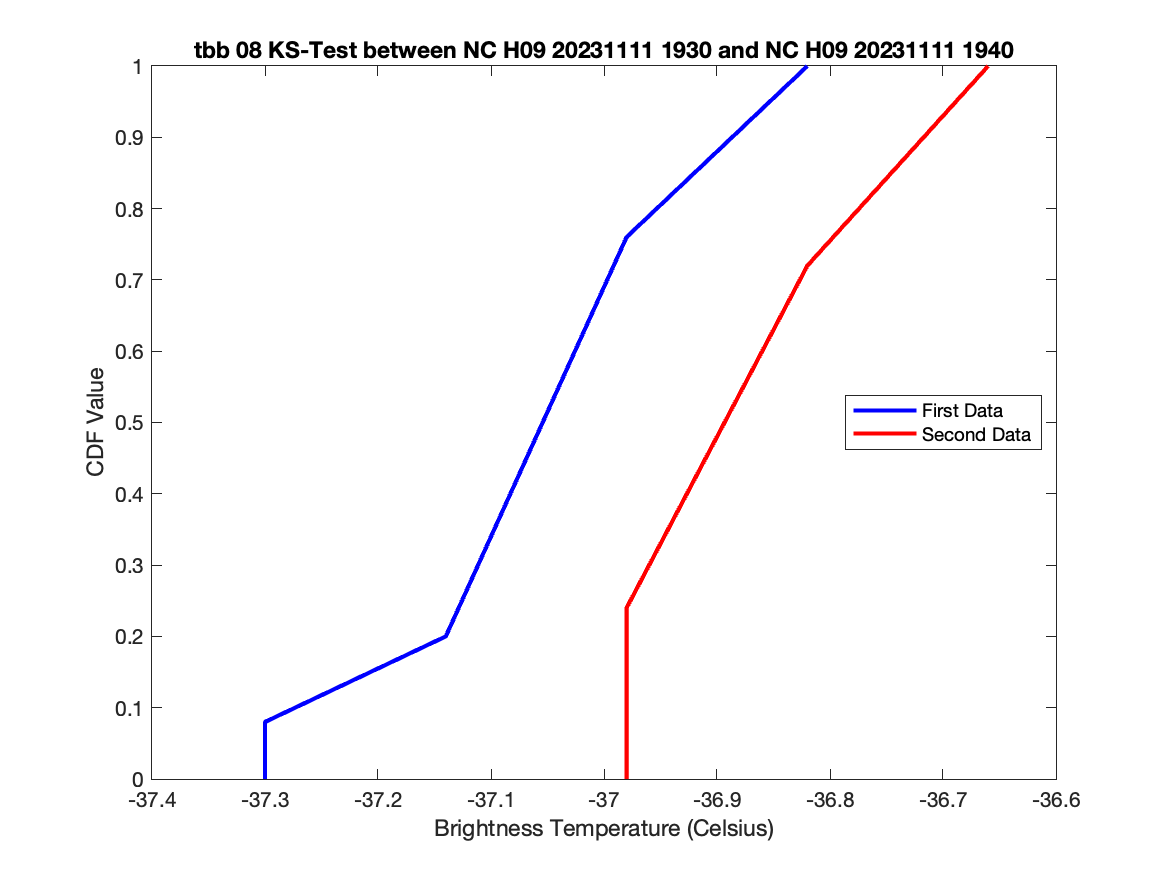 tbb 08 KS-Test between NC H09 20231111 1930 and NC H09 20231111 1940
1
0.9
0.8
0.7
0.6
0.5
0.4
0.3
0.2
0.1
0
CDF Value
First Data
Second Data
-37.4 -37.3 -37.2 -37.1 -37 -36.9 -36.8 -36.7 -36.6
Brightness Temperature (Celsius)